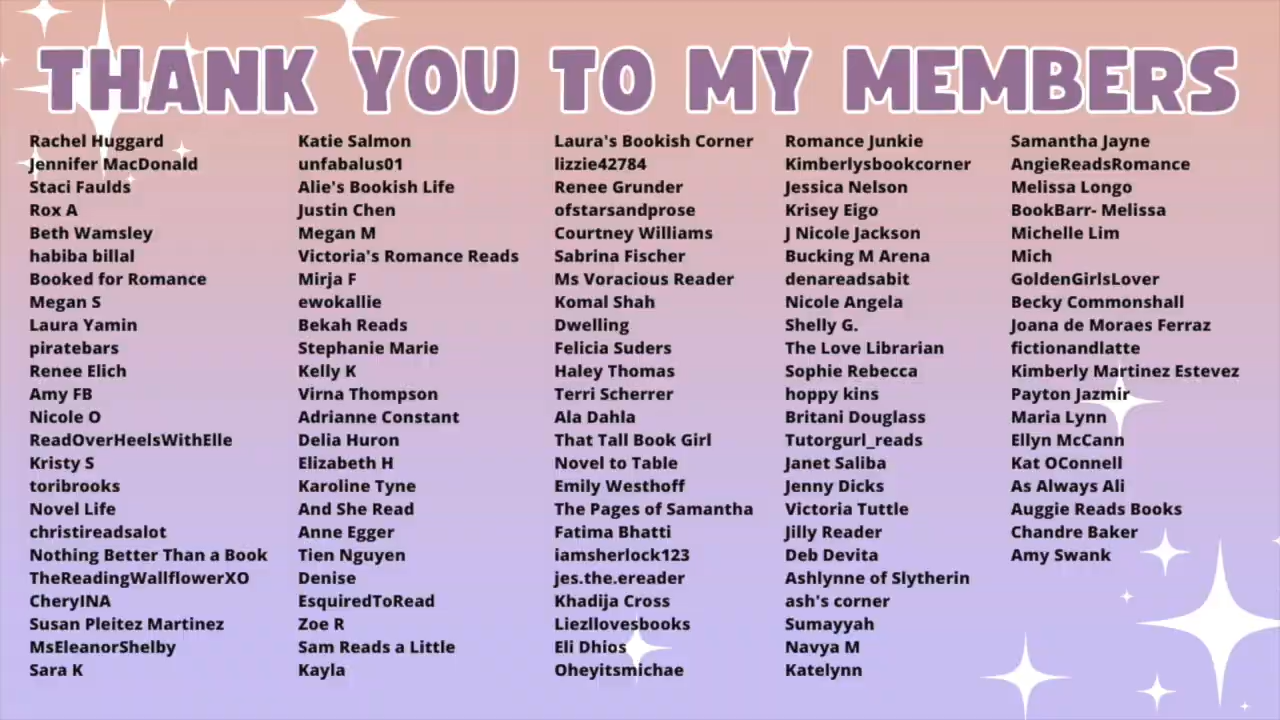 THANK YOU TO MY MEMBERS
Rachel Huggard
Jennifer MacDonald
Staci Faulds
Rox A
Beth Wamsley
habiba billal
Booked for Romance
Megan S
Laura Yamin
piratebars
Renee Elich
Amy FB
Nicole O
ReadOverHeelsWithElle
Kristy S
toribrooks
Novel Life
christireadsalot
Nothing Better Than a Book
TheReadingWallflowerXO
CheryINA
Susan Pleitez Martinez
MsEleanorShelby
Sara K
Katie Salmon
unfabalus01
Alie's Bookish Life
Justin Chen
Megan M
Victoria's Romance Reads
Mirja F
ewokallie
Bekah Reads
Stephanie Marie
Kelly K
Virna Thompson
Adrianne Constant
Delia Huron
Elizabeth H
Karoline Tyne
And She Read
Anne Egger
Tien Nguyen
Denise
EsquiredToRead
Zoe R
Sam Reads a Little
Kayla
Laura's Bookish Corner
lizzie42784
Renee Grunder
ofstarsandprose
Courtney Williams
Sabrina Fischer
Ms Voracious Reader
Komal Shah
Dwelling
Felicia Suders
Haley Thomas
Terri Scherrer
Ala Dahla
That Tall Book Girl
Novel to Table
Emily Westhoff
The Pages of Samantha
Fatima Bhatti
iamsherlock123
jes.the.ereader
Khadija Cross
Liezllovesbooks
Eli Dhios
Oheyitsmichae
Romance Junkie
Kimberlysbookcorner
Jessica Nelson
Krisey Eigo
J Nicole Jackson
Bucking M Arena
denareadsabit
Nicole Angela
Shelly G.
The Love Librarian
Sophie Rebecca
hoppy kins
Britani Douglass
Tutorgurl_reads
Janet Saliba
Jenny Dicks
Victoria Tuttle
Jilly Reader
Deb Devita
Ashlynne of Slytherin
ash's corner
Sumayyah
Navya M
Katelynn
Samantha Jayne
AngieReadsRomance
Melissa Longo
BookBarr- Melissa
Michelle Lim
Mich
GoldenGirlsLover
Becky Commonshall
Joana de Moraes Ferraz
fictionandlatte
Kimberly Martinez Estevez
Payton Jazmir
Maria Lynn
Ellyn McCann
Kat OConnell
As Always Ali
Auggie Reads Books
Chandre Baker
Amy Swank